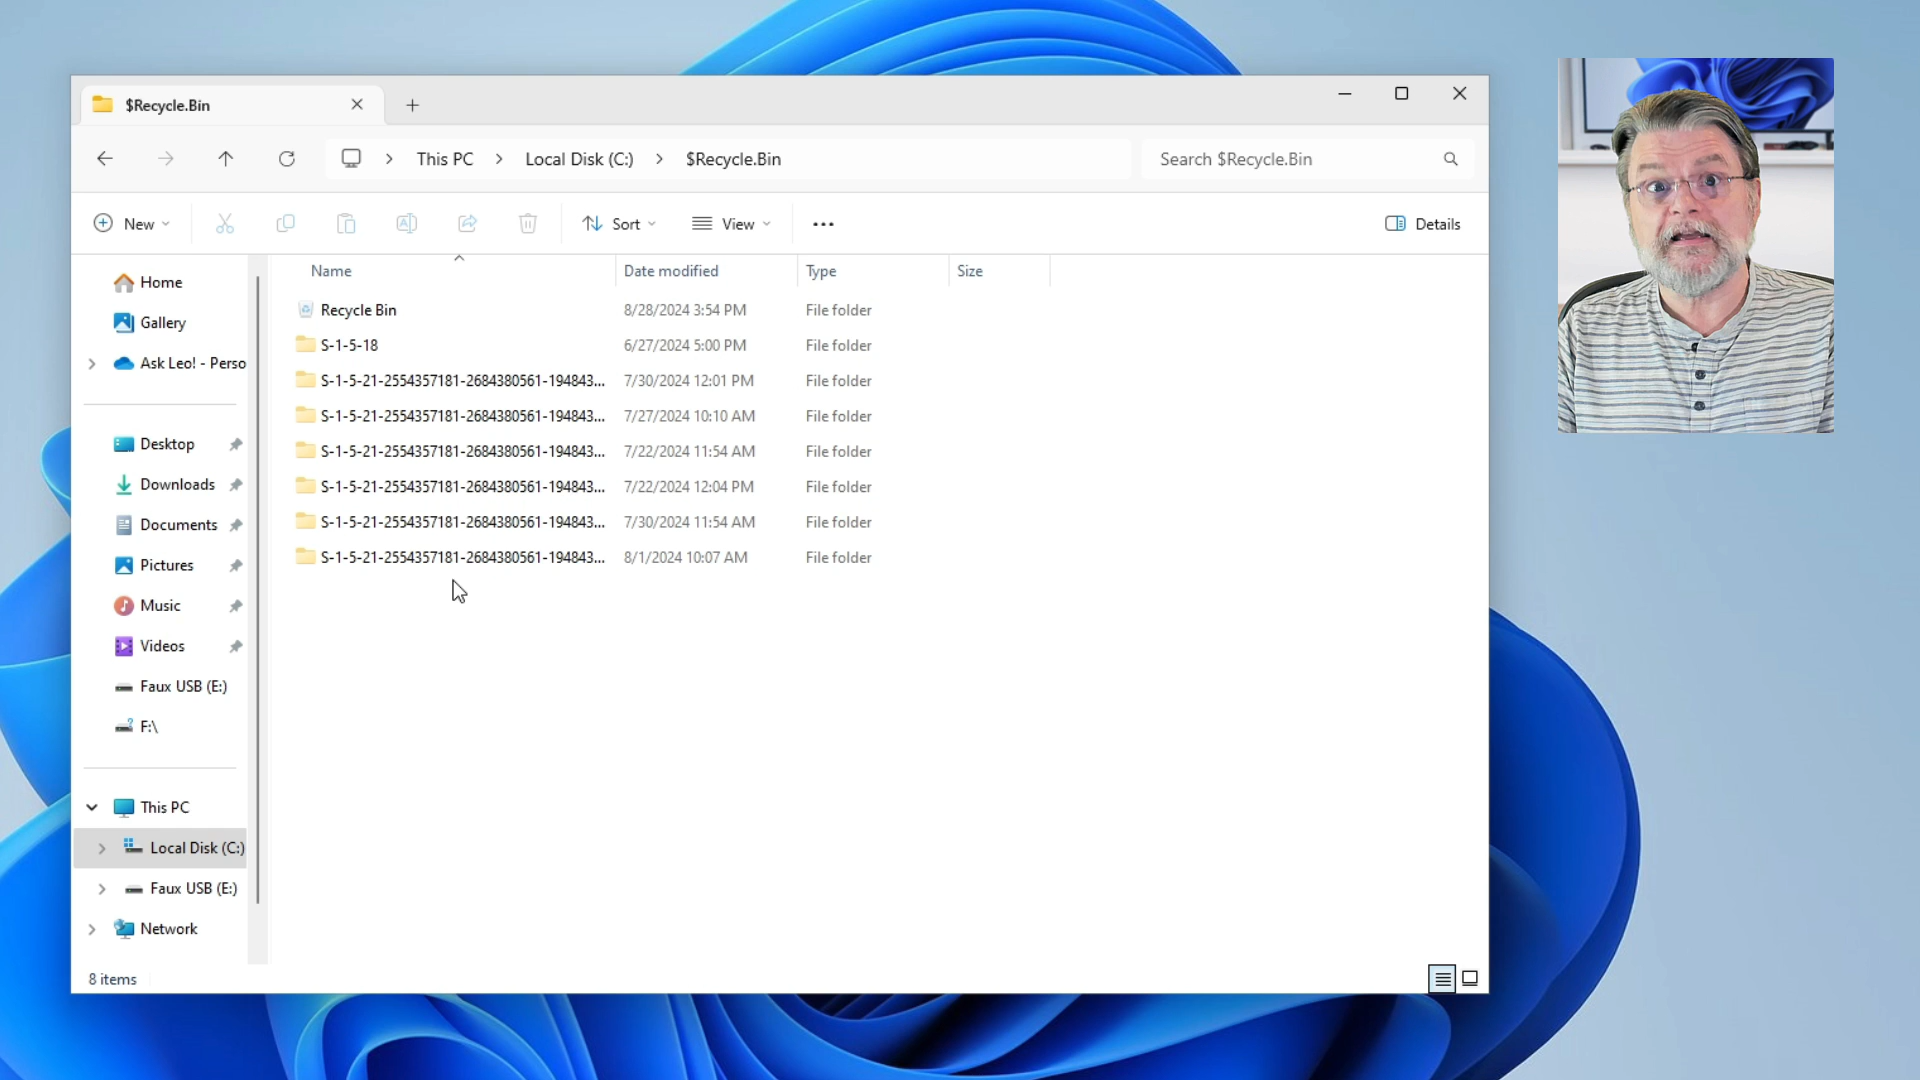 $Recycle.Bin
This PC
Local Disk (C:)
$Recycle.Bin
Search $Recycle.Bin
New
Sort
View
Details
Name
Date modified
Type
Size
Recycle Bin 8/28/2024 3:54 PM File folder
S-1-5-18 6/27/2024 5:00 PM File folder
S-1-5-21-2554357181-2684380561-194843... 7/30/2024 12:01 PM File folder
S-1-5-21-2554357181-2684380561-194843... 7/27/2024 10:10 AM File folder
S-1-5-21-2554357181-2684380561-194843... 7/22/2024 11:54 AM File folder
S-1-5-21-2554357181-2684380561-194843... 7/22/2024 12:04 PM File folder
S-1-5-21-2554357181-2684380561-194843... 7/30/2024 11:54 AM File folder
S-1-5-21-2554357181-2684380561-194843... 8/1/2024 10:07 AM File folder
Home
Gallery
Ask Leo! - Perso
Desktop
Downloads
Documents
Pictures
Music
Videos
Faux USB (E:)
F:\
This PC
Local Disk (C:)
Faux USB (E:)
Network
8 items